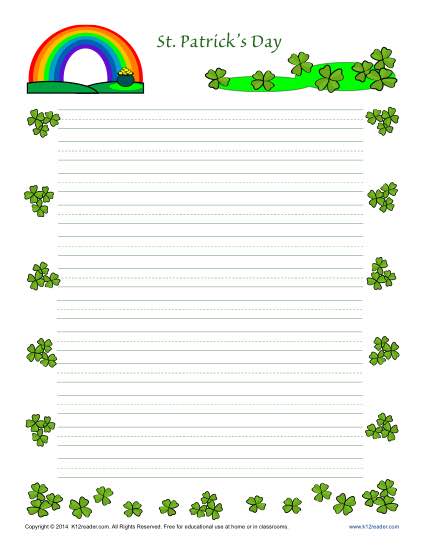 St. Patrick's Day
Copyright © 2014 K12reader.com. All Rights Reserved. Free for educational use at home or in classrooms. www.k12reader.com